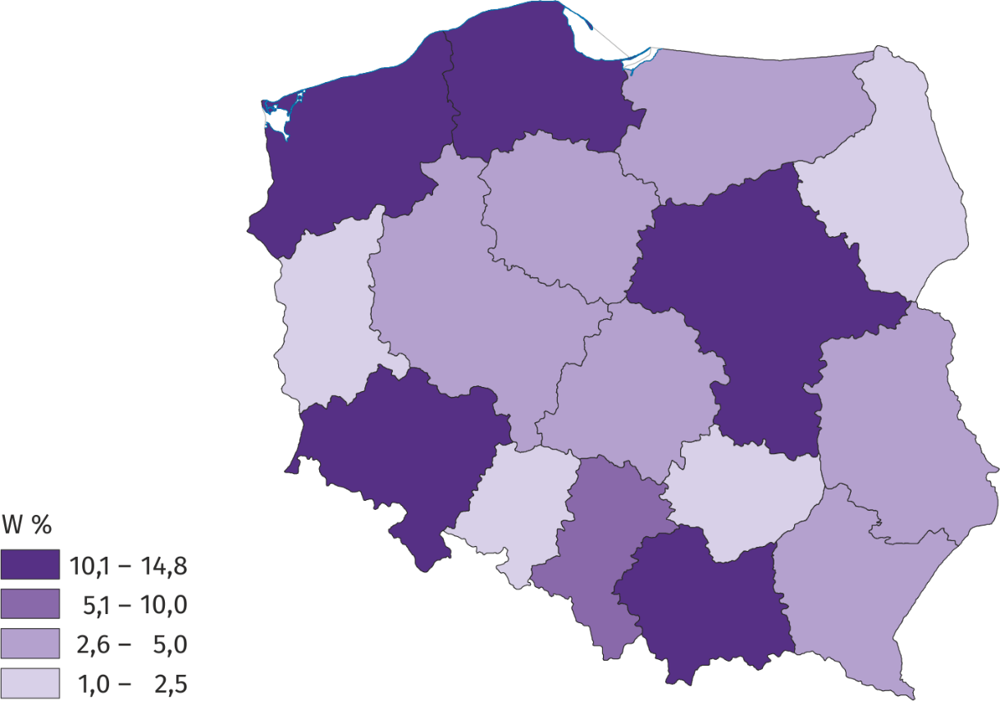 W %
10,1 – 14,8
5,1 – 10,0
2,6 – 5,0
1,0 – 2,5